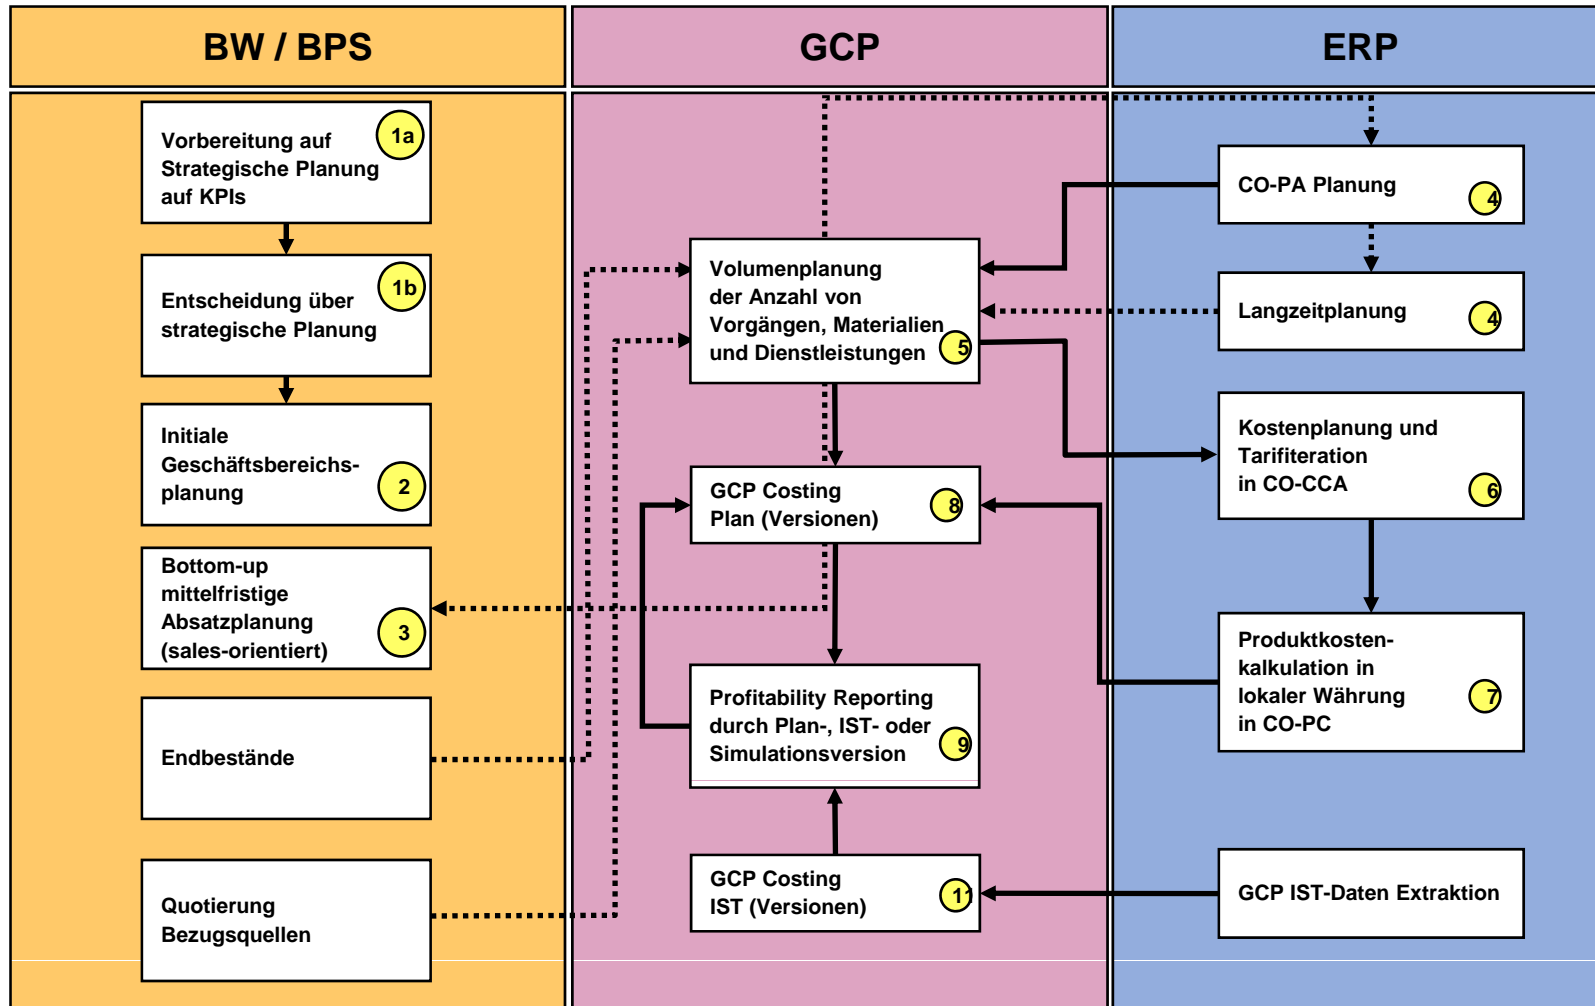 BW / BPS
GCP
ERP
Vorbereitung auf
Strategische Planung
auf KPIs
1a
Entscheidung über
strategische Planung
1b
Initiale
Geschäftsbereichs-
planung
2
Bottom-up
mittelfristige
Absatzplanung
(sales-orientiert)
3
Endbestände
Quotierung
Bezugsquellen
Volumenplanung
der Anzahl von
Vorgängen, Materialien
und Dienstleistungen
5
GCP Costing
Plan (Versionen)
8
Profitability Reporting
durch Plan-, IST- oder
Simulationsversion
9
GCP Costing
IST (Versionen)
11
CO-PA Planung
4
Langzeitplanung
4
Kostenplanung und
Tarifiteration
in CO-CCA
6
Produktkosten-
kalkulation in
lokaler Währung
in CO-PC
7
GCP IST-Daten Extraktion